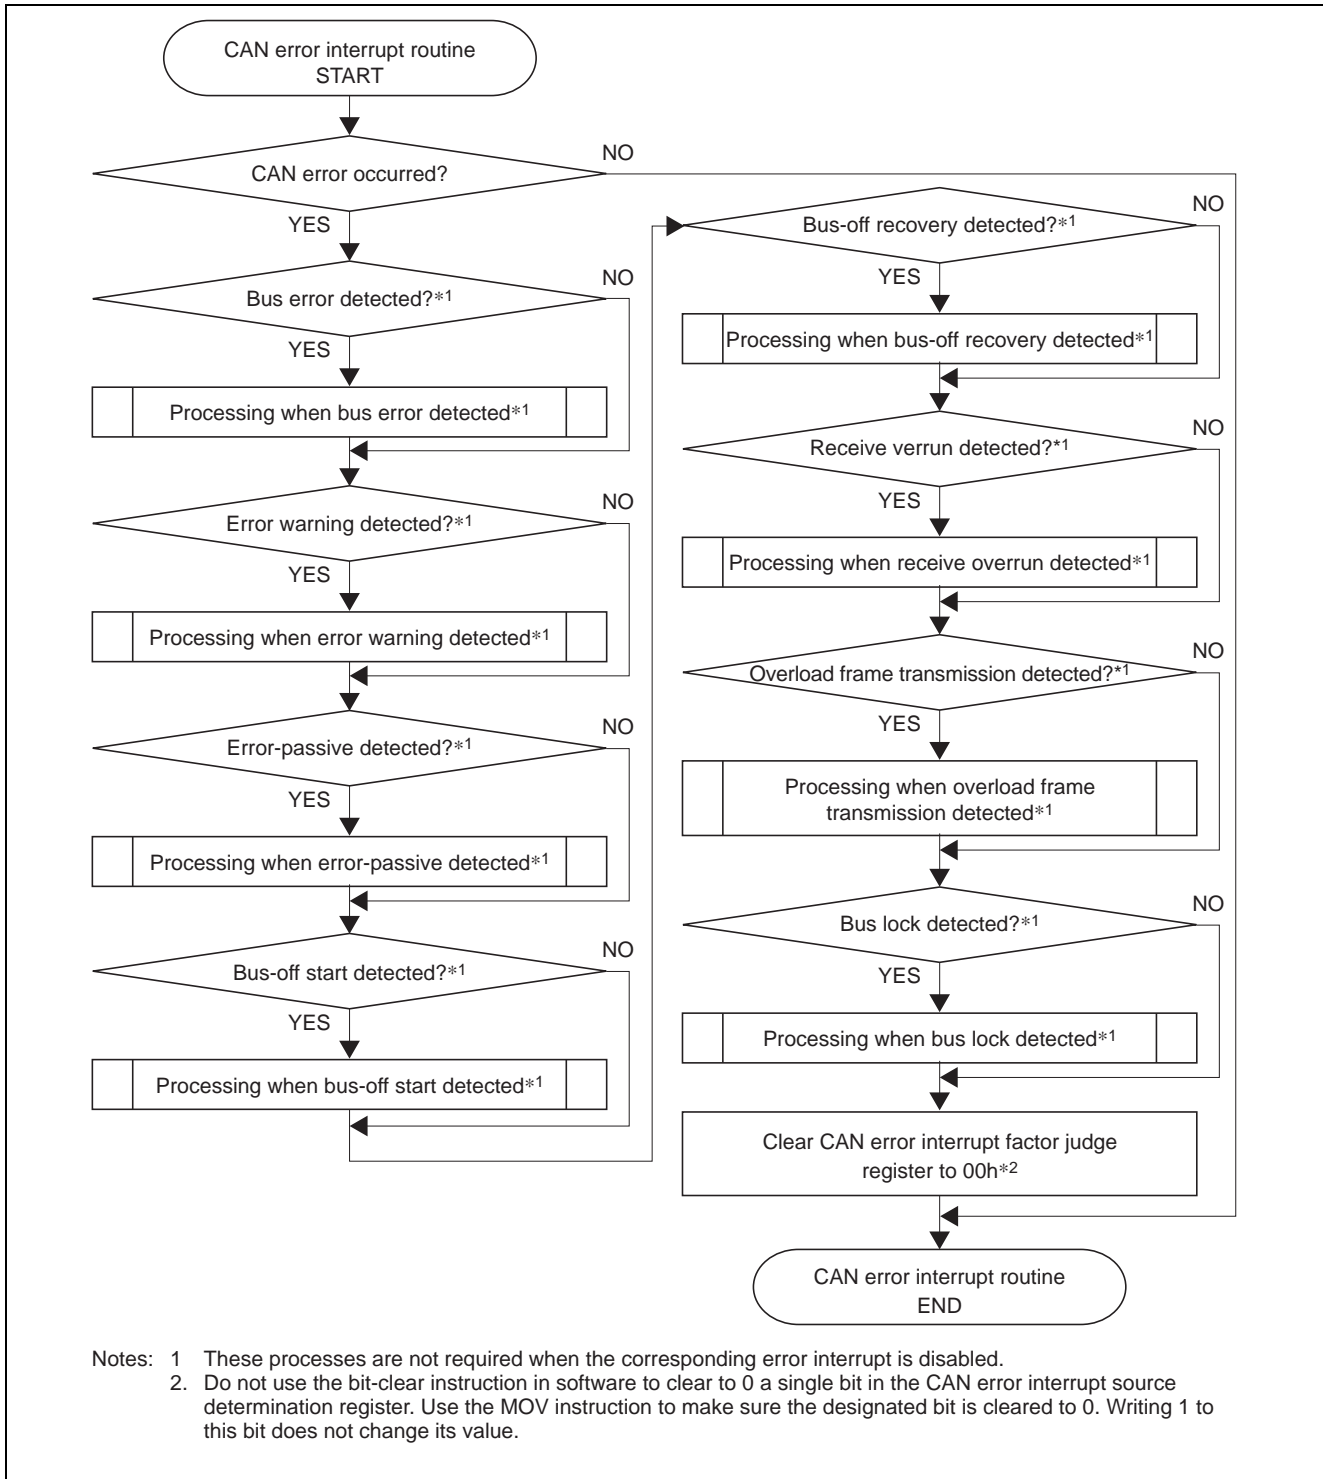 CAN error interrupt routine
START
CAN error occurred?
NO
YES
Bus error detected?*1
NO
YES
Processing when bus error detected*1
Error warning detected?*1
NO
YES
Processing when error warning detected*1
Error-passive detected?*1
NO
YES
Processing when error-passive detected*1
Bus-off start detected?*1
NO
YES
Processing when bus-off start detected*1
Bus-off recovery detected?*1
NO
YES
Processing when bus-off recovery detected*1
Receive verrun detected?*1
NO
YES
Processing when receive overrun detected*1
Overload frame transmission detected?*1
NO
YES
Processing when overload frame
transmission detected*1
Bus lock detected?*1
NO
YES
Processing when bus lock detected*1
Clear CAN error interrupt factor judge
register to 00h*2
CAN error interrupt routine
END
Notes: 1 These processes are not required when the corresponding error interrupt is disabled.
2. Do not use the bit-clear instruction in software to clear to 0 a single bit in the CAN error interrupt source
determination register. Use the MOV instruction to make sure the designated bit is cleared to 0. Writing 1 to
this bit does not change its value.